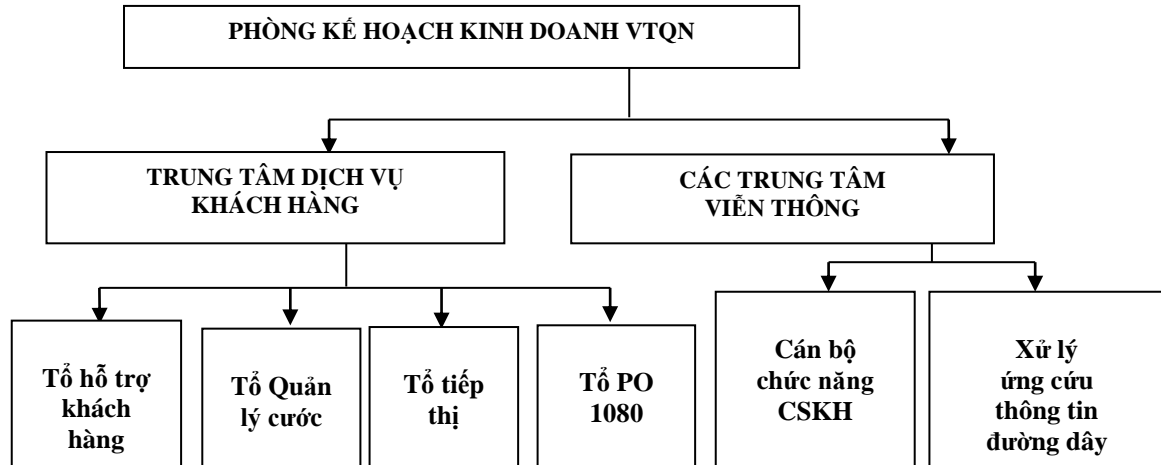 PHÒNG KẾ HOẠCH KINH DOANH VTQN
TRUNG TÂM DỊCH VỤ
KHÁCH HÀNG
CÁC TRUNG TÂM
VIỄN THÔNG
Tổ hỗ trợ
khách
hàng
Tổ Quản
lý cước
Tổ tiếp
thị
Tổ PO
1080
Cán bộ
chức năng
CSKH
Xử lý
ứng cứu
thông tin
đường dây